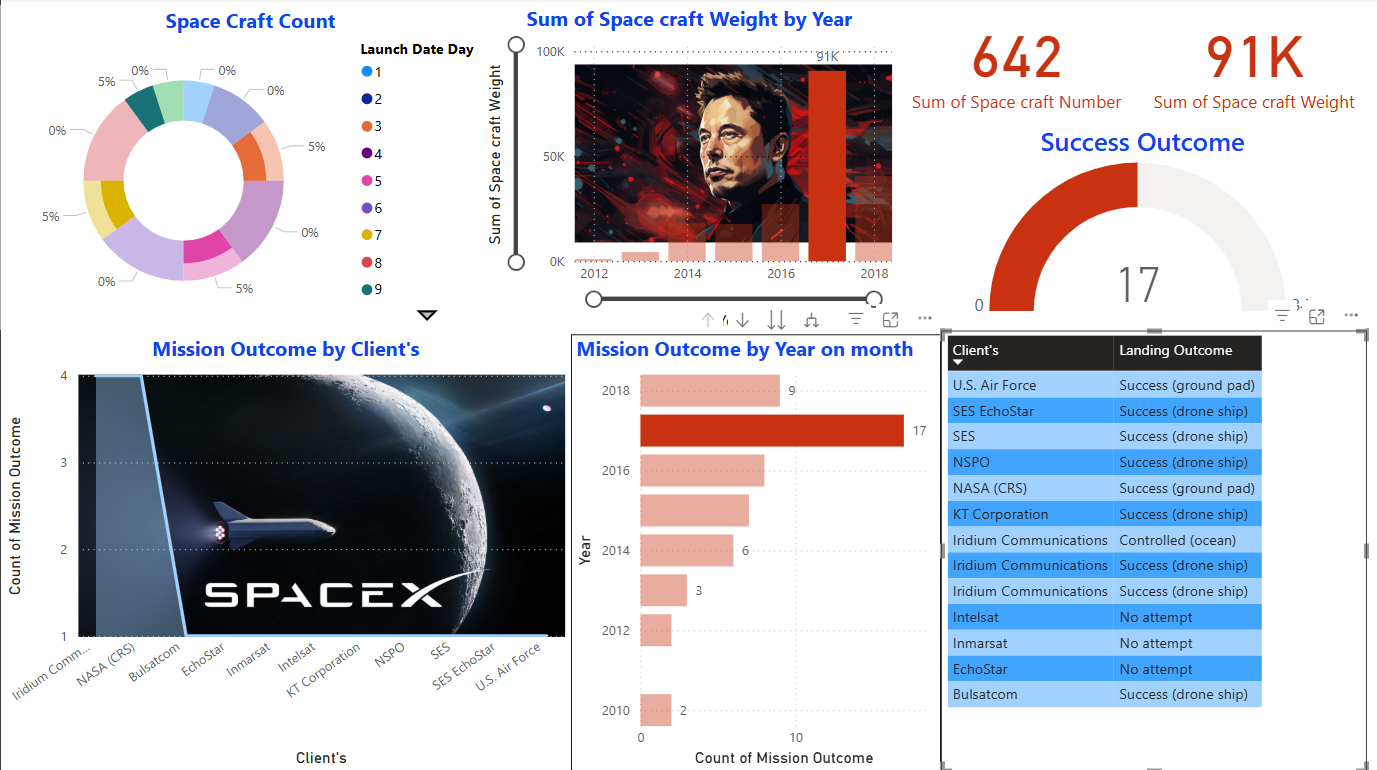 Space Craft Count
Launch Date Day
1
2
3
4
5
6
7
8
9
0%
0%
5%
0%
5%
0%
5%
0%
5%
0%
Sum of Space craft Weight by Year
Sum of Space craft Weight
100K
50K
0K
91K
2012
2014
2016
2018
642
Sum of Space craft Number
91K
Sum of Space craft Weight
Success Outcome
17
0
Mission Outcome by Client's
Count of Mission Outcome
4
3
2
1
SPACEX
Iridium Comm...
NASA (CRS)
Bulsatcom
EchoStar
Inmarsat
Intelsat
KT Corporation
NSPO
SES
SES EchoStar
U.S. Air Force
Client's
Mission Outcome by Year on month
Year
2018
2016
2014
2012
2010
9
17
6
3
2
0
10
Count of Mission Outcome
Client's Landing Outcome
U.S. Air Force Success (ground pad)
SES EchoStar Success (drone ship)
SES Success (drone ship)
NSPO Success (drone ship)
NASA (CRS) Success (ground pad)
KT Corporation Success (drone ship)
Iridium Communications Controlled (ocean)
Iridium Communications Success (drone ship)
Iridium Communications Success (drone ship)
Intelsat No attempt
Inmarsat No attempt
EchoStar No attempt
Bulsatcom Success (drone ship)